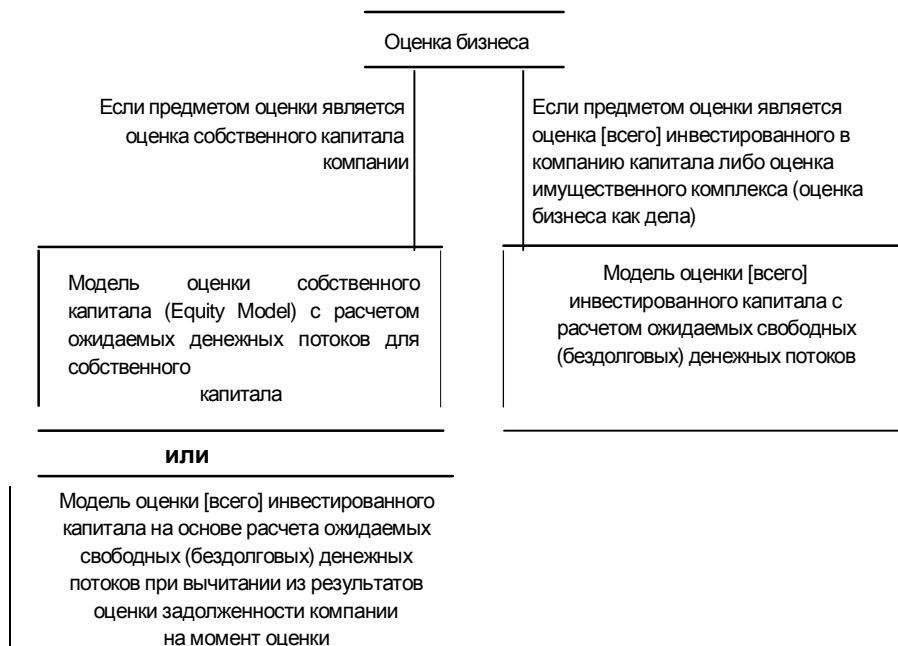 Оценка бизнеса
Если предметом оценки является
оценка собственного капитала
компании
Если предметом оценки является
оценка [всего] инвестированного в
компанию капитала либо оценка
имущественного комплекса (оценка
бизнеса как дела)
Модель оценки собственного
капитала (Equity Model) с расчетом
ожидаемых денежных потоков для
собственного
капитала
Модель оценки [всего]
инвестированного капитала с
расчетом ожидаемых свободных
(бездолговых) денежных потоков
или
Модель оценки [всего] инвестированного
капитала на основе расчета ожидаемых
свободных (бездолговых) денежных
потоков при вычитании из результатов
оценки задолженности компании
на момент оценки